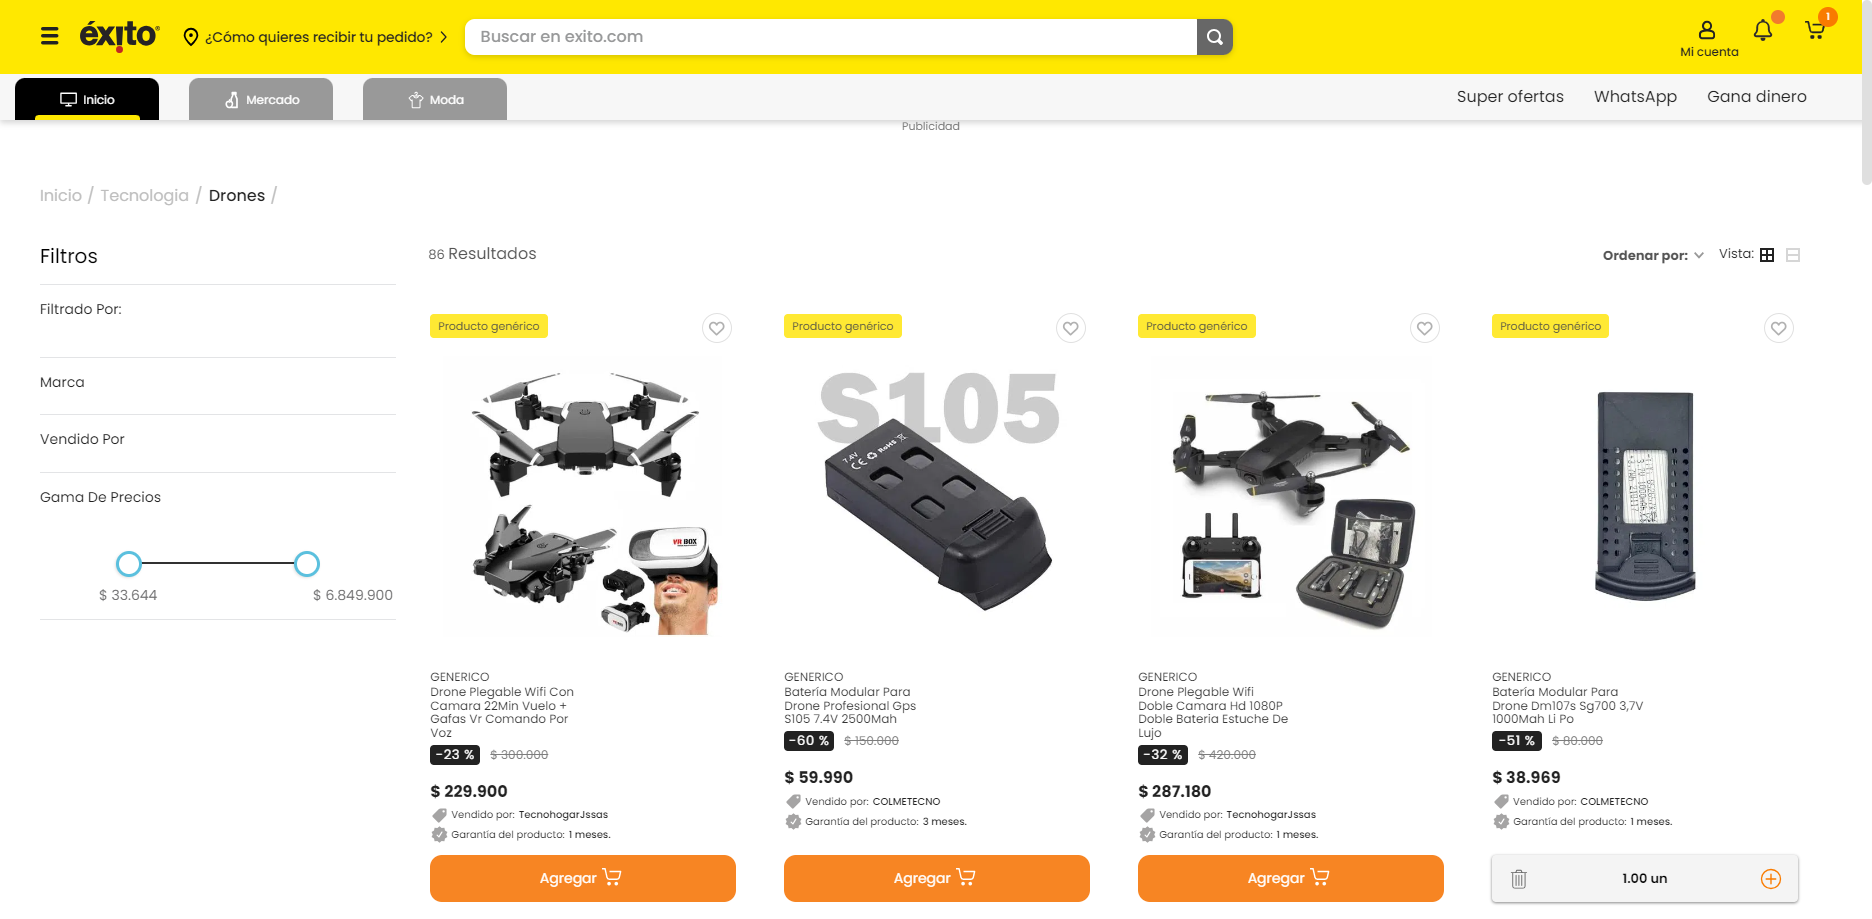 éxito
¿Cómo quieres recibir tu pedido?
Buscar en exito.com
Mi cuenta
1
Inicio
Mercado
Moda
Super ofertas
WhatsApp
Gana dinero
Publicidad
Inicio / Tecnologia / Drones /
Filtros
86 Resultados
Ordenar por:
Vista:
Filtrado Por:
Marca
Vendido Por
Gama De Precios
$ 33.644
$ 6.849.900
Producto genérico
VR BOX
GENERICO
Drone Plegable Wifi Con
Camara 22Min Vuelo +
Gafas Vr Comando Por
Voz
-23 % $ 300.000
$ 229.900
Vendido por: TecnohogarJssas
Garantía del producto: 1 meses.
Agregar
Producto genérico
S105
7.4V
CE RoHS
GENERICO
Batería Modular Para
Drone Profesional Gps
S105 7.4V 2500Mah
-60 % $ 150.000
$ 59.990
Vendido por: COLMETECNO
Garantía del producto: 3 meses.
Agregar
Producto genérico
GENERICO
Drone Plegable Wifi
Doble Camara Hd 1080P
Doble Bateria Estuche De
Lujo
-32 % $ 420.000
$ 287.180
Vendido por: TecnohogarJssas
Garantía del producto: 1 meses.
Agregar
Producto genérico
GENERICO
Batería Modular Para
Drone Dm107s Sg700 3,7V
1000Mah Li Po
-51 % $ 80.000
$ 38.969
Vendido por: COLMETECNO
Garantía del producto: 1 meses.
1.00 un